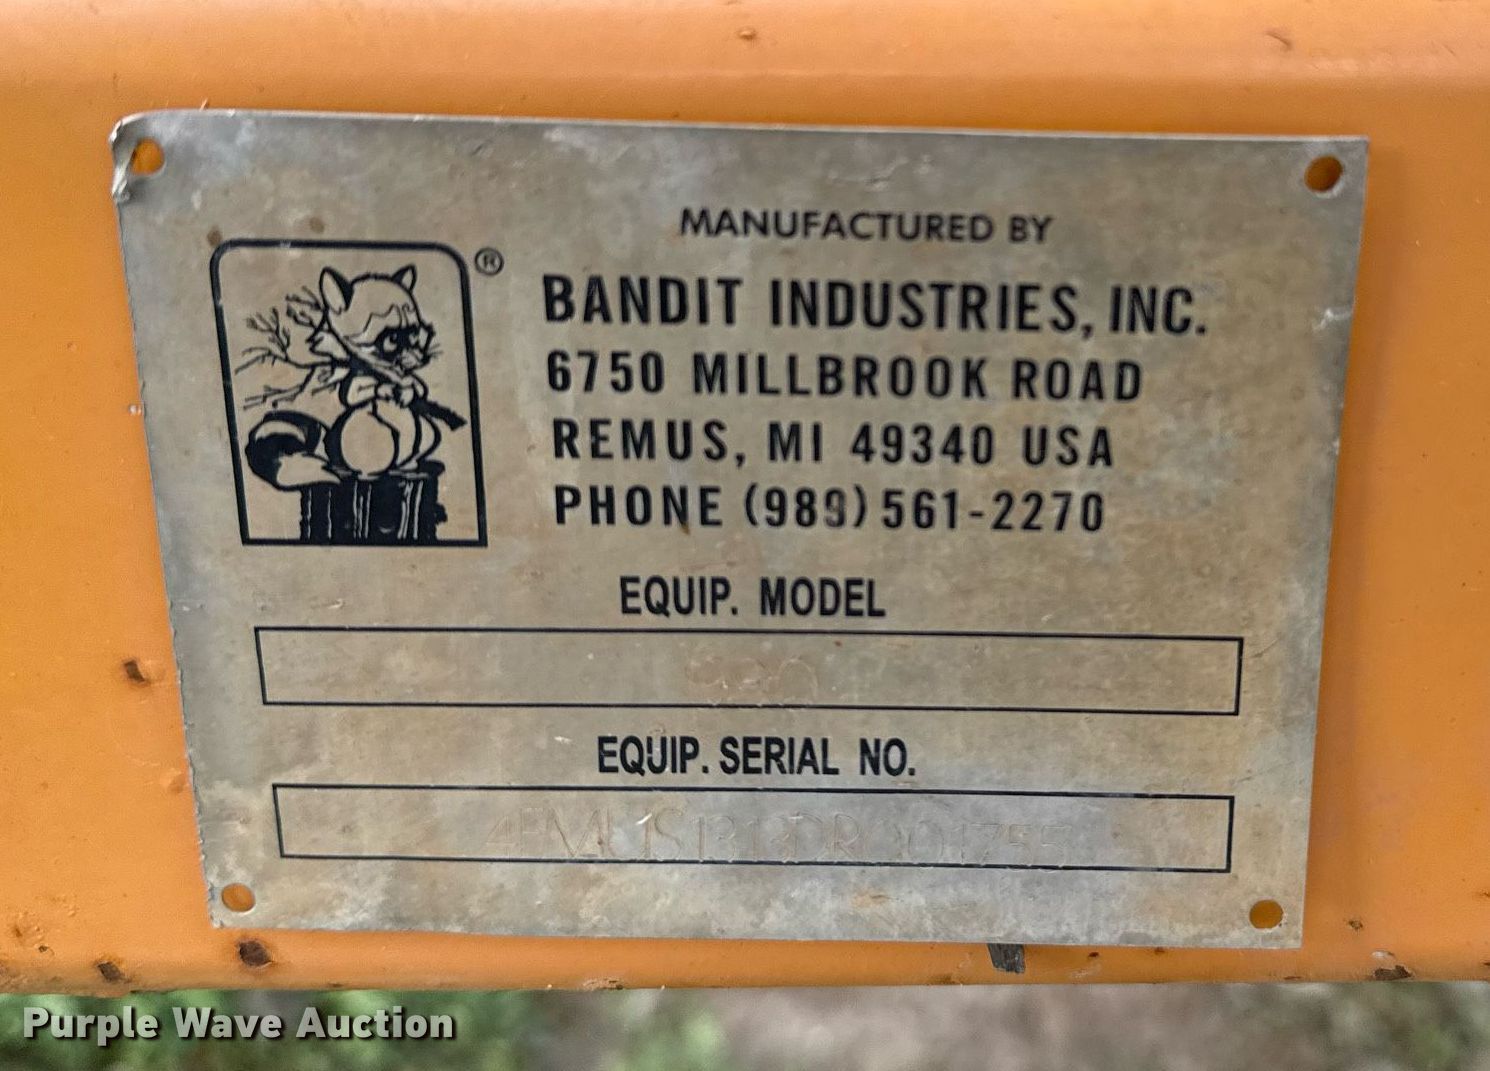 MANUFACTURED BY
®
BANDIT INDUSTRIES, INC.
6750 MILLBROOK ROAD
REMUS, MI 49340 USA
PHONE (989) 561-2270
EQUIP. MODEL
EQUIP. SERIAL NO.
Purple Wave Auction